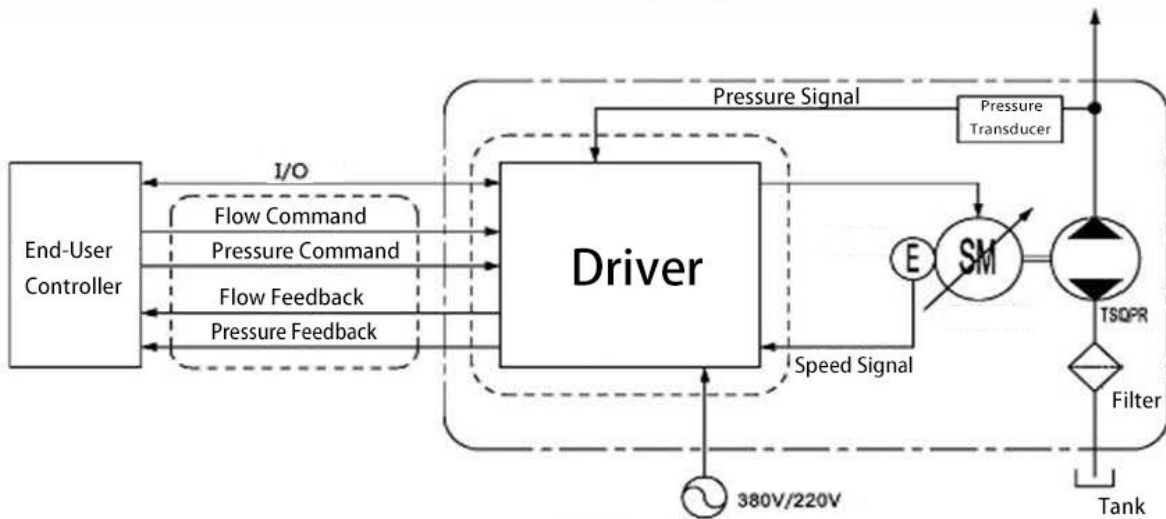 Pressure Signal
Pressure
Transducer
I/O
Flow Command
Pressure Command
Flow Feedback
Pressure Feedback
End-User
Controller
Driver
E
SM
TSQPR
Speed Signal
Filter
380V/220V
Tank